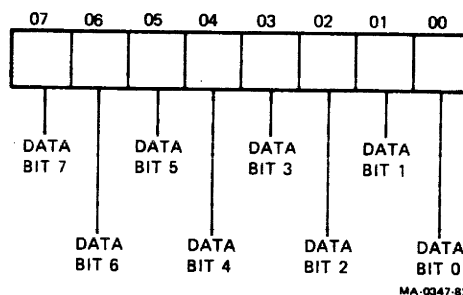 07 06 05 04 03 02 01 00
DATA DATA DATA DATA
BIT 7 BIT 5 BIT 3 BIT 1
DATA DATA DATA DATA
BIT 6 BIT 4 BIT 2 BIT 0